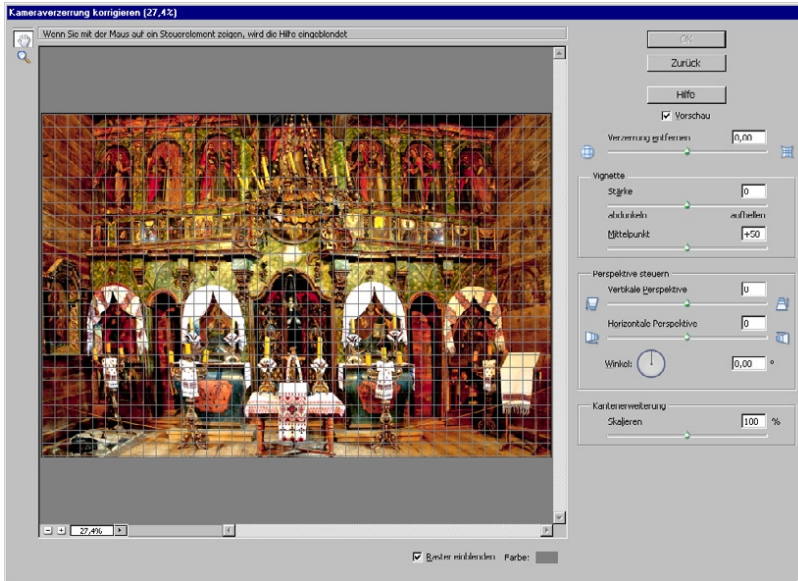 Kameraverzerrung korrigieren (27,4%)
Wenn Sie mit der Maus auf ein Steuerelement zeigen, wird die Hilfe eingeblendet
OK
Zurück
Hilfe
Vorschau
Verzerrung entfernen 0,00
Vignette
Stärke 0
abdunkeln aufhellen
Mittelpunkt +50
Perspektive steuern
Vertikale Perspektive 0
Horizontale Perspektive 0
Winkel: 0,00 °
Kantenerweiterung
Skalieren 100 %
27,4%
Raster einblenden Farbe: